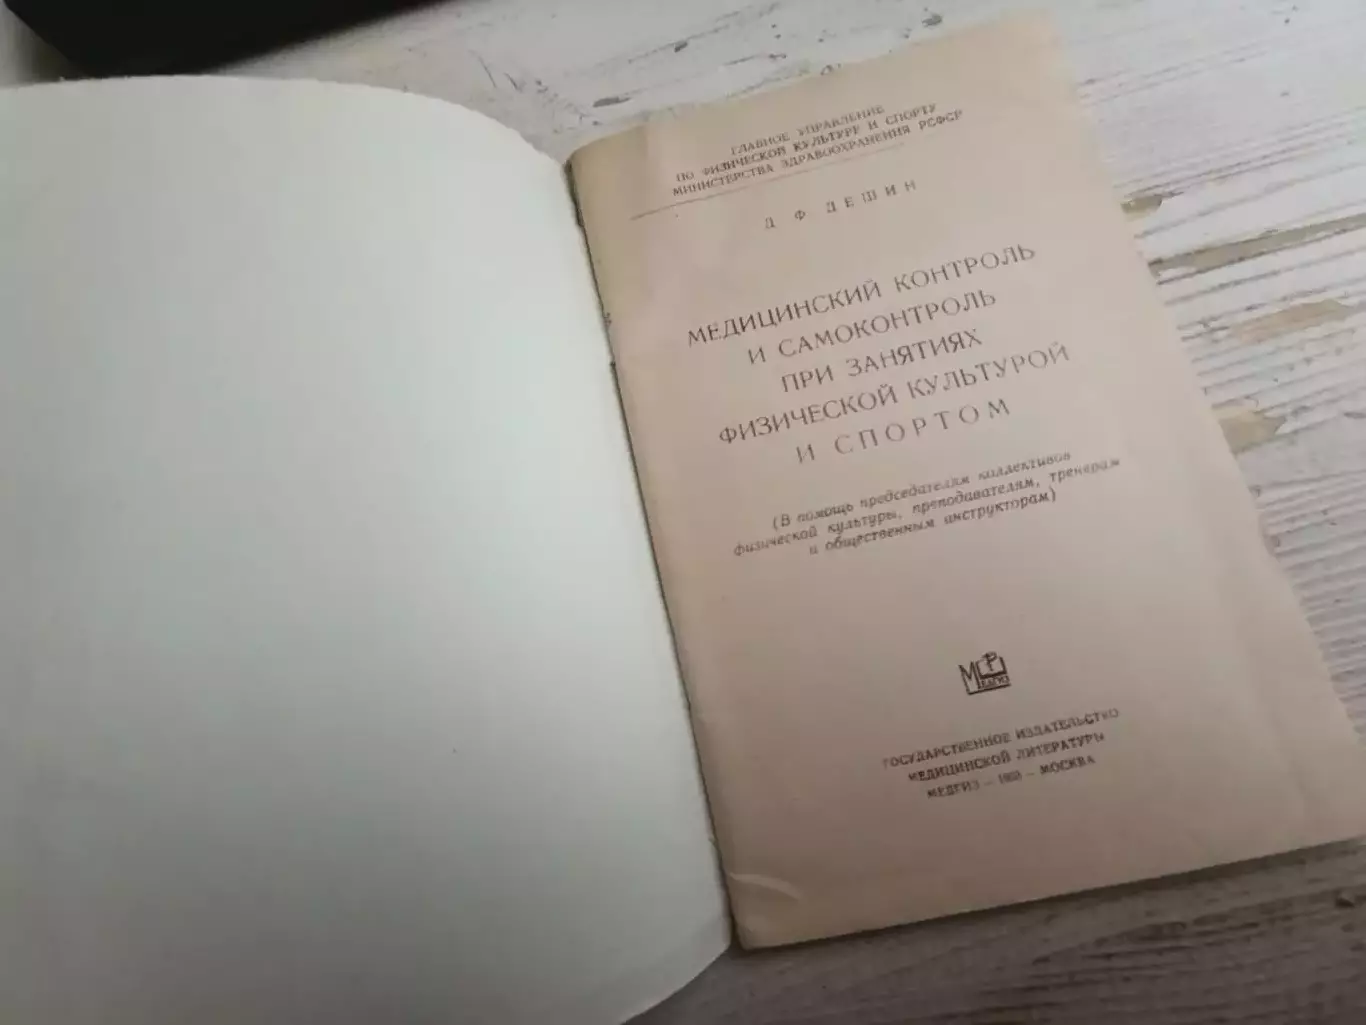 ГЛАВНОЕ УПРАВЛЕНИЕ
ПО ФИЗИЧЕСКОЙ КУЛЬТУРЕ И СПОРТУ
МИНИСТЕРСТВА ЗДРАВООХРАНЕНИЯ РСФСР
Д Ф ДЕШИН
МЕДИЦИНСКИЙ КОНТРОЛЬ
И САМОКОНТРОЛЬ
ПРИ ЗАНЯТИЯХ
ФИЗИЧЕСКОЙ КУЛЬТУРОЙ
И СПОРТОМ
(В помощь председателям коллективов
физической культуры, преподавателям, тренерам
и общественным инструкторам)
МЕДГИЗ
ГОСУДАРСТВЕННОЕ ИЗДАТЕЛЬСТВО
МЕДИЦИНСКОЙ ЛИТЕРАТУРЫ
МЕДГИЗ — МОСКВА